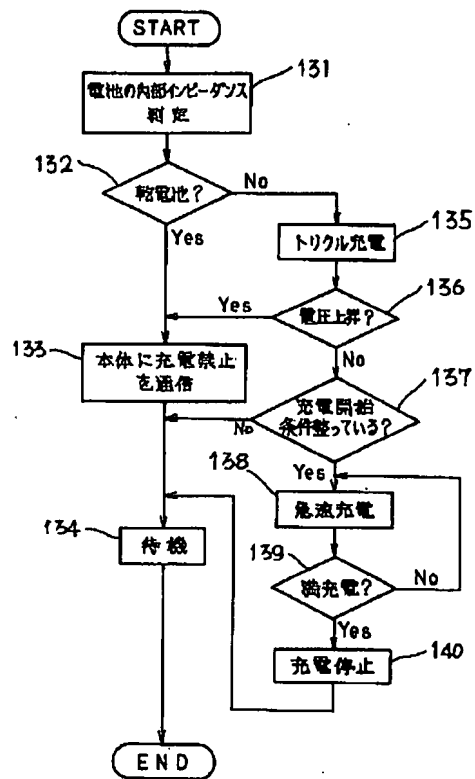 START
131
電池の内部インピーダンス
判定
132
乾電池?
No
Yes
135
トリクル充電
136
電圧上昇?
Yes
No
133
本体に充電禁止
を通信
137
充電開始
条件整っている?
No
Yes
138
急速充電
134
待機
139
満充電?
No
Yes
140
充電停止
END